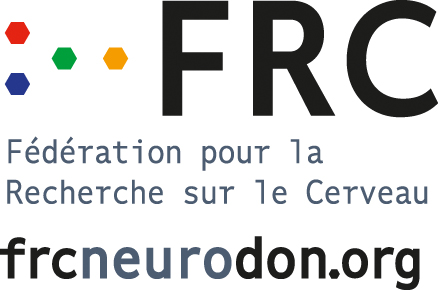 FRC
Fédération pour la
Recherche sur le Cerveau
frcneurodon.org